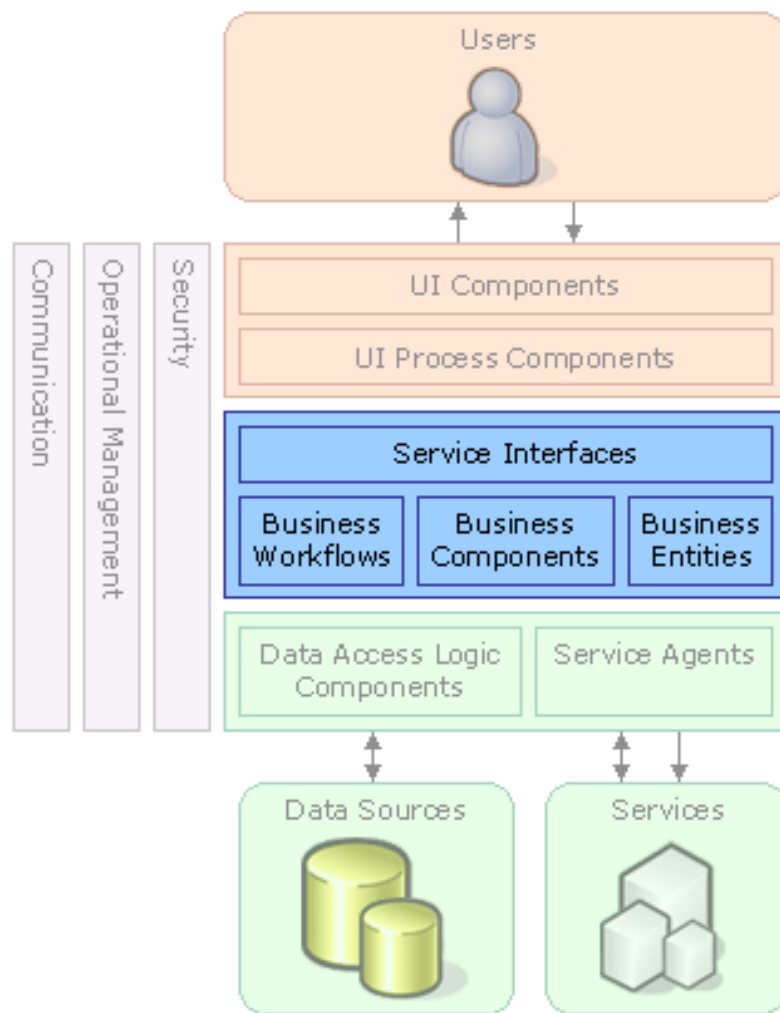 Users
Communication
Operational Management
Security
UI Components
UI Process Components
Service Interfaces
Business
Workflows
Business
Components
Business
Entities
Data Access Logic
Components
Service Agents
Data Sources
Services